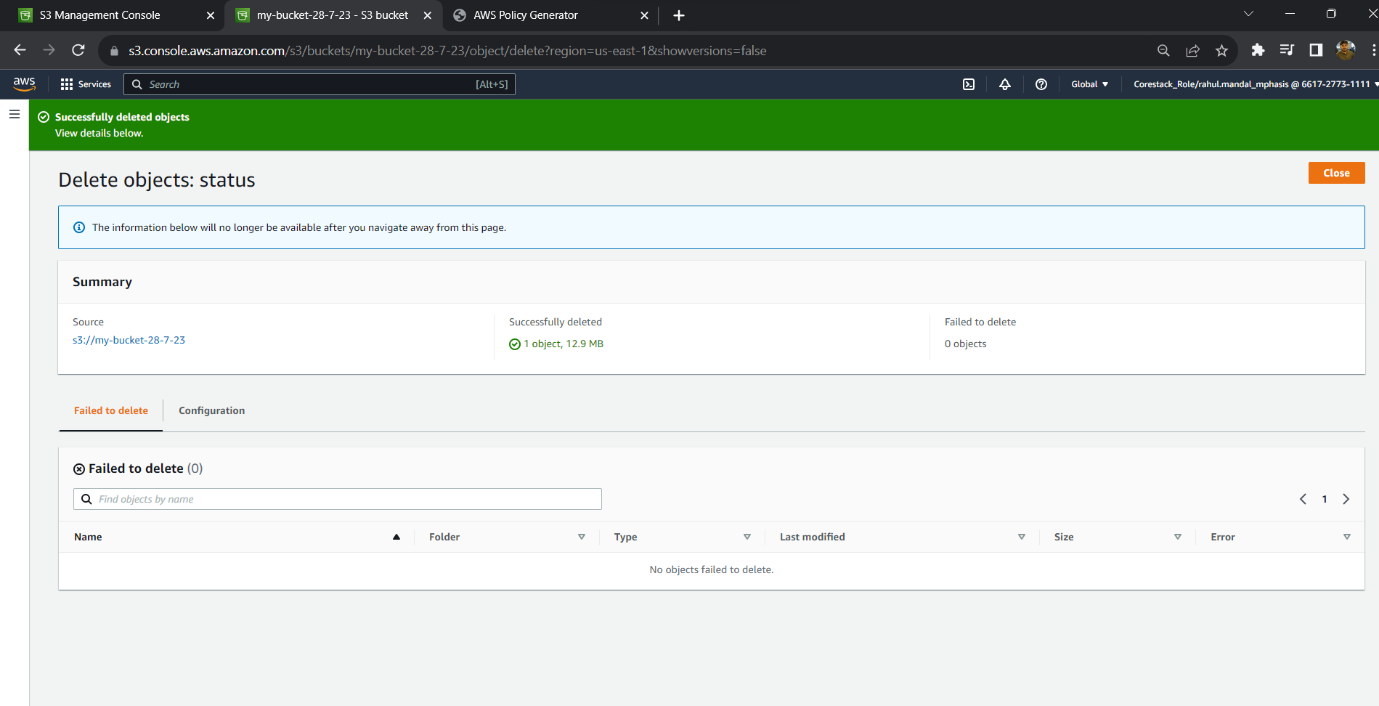 S3 Management Console
my-bucket-28-7-23 - S3 bucket
AWS Policy Generator
s3.console.aws.amazon.com/s3/buckets/my-bucket-28-7-23/object/delete?region=us-east-1&showversions=false
aws
Services
Search
[Alt+S]
Global
Corestack_Role/rahul.mandal_mphasis @ 6617-2773-1111
Successfully deleted objects
View details below.
Delete objects: status
Close
The information below will no longer be available after you navigate away from this page.
Summary
Source
s3://my-bucket-28-7-23
Successfully deleted
1 object, 12.9 MB
Failed to delete
0 objects
Failed to delete
Configuration
Failed to delete (0)
Find objects by name
1
Name
Folder
Type
Last modified
Size
Error
No objects failed to delete.